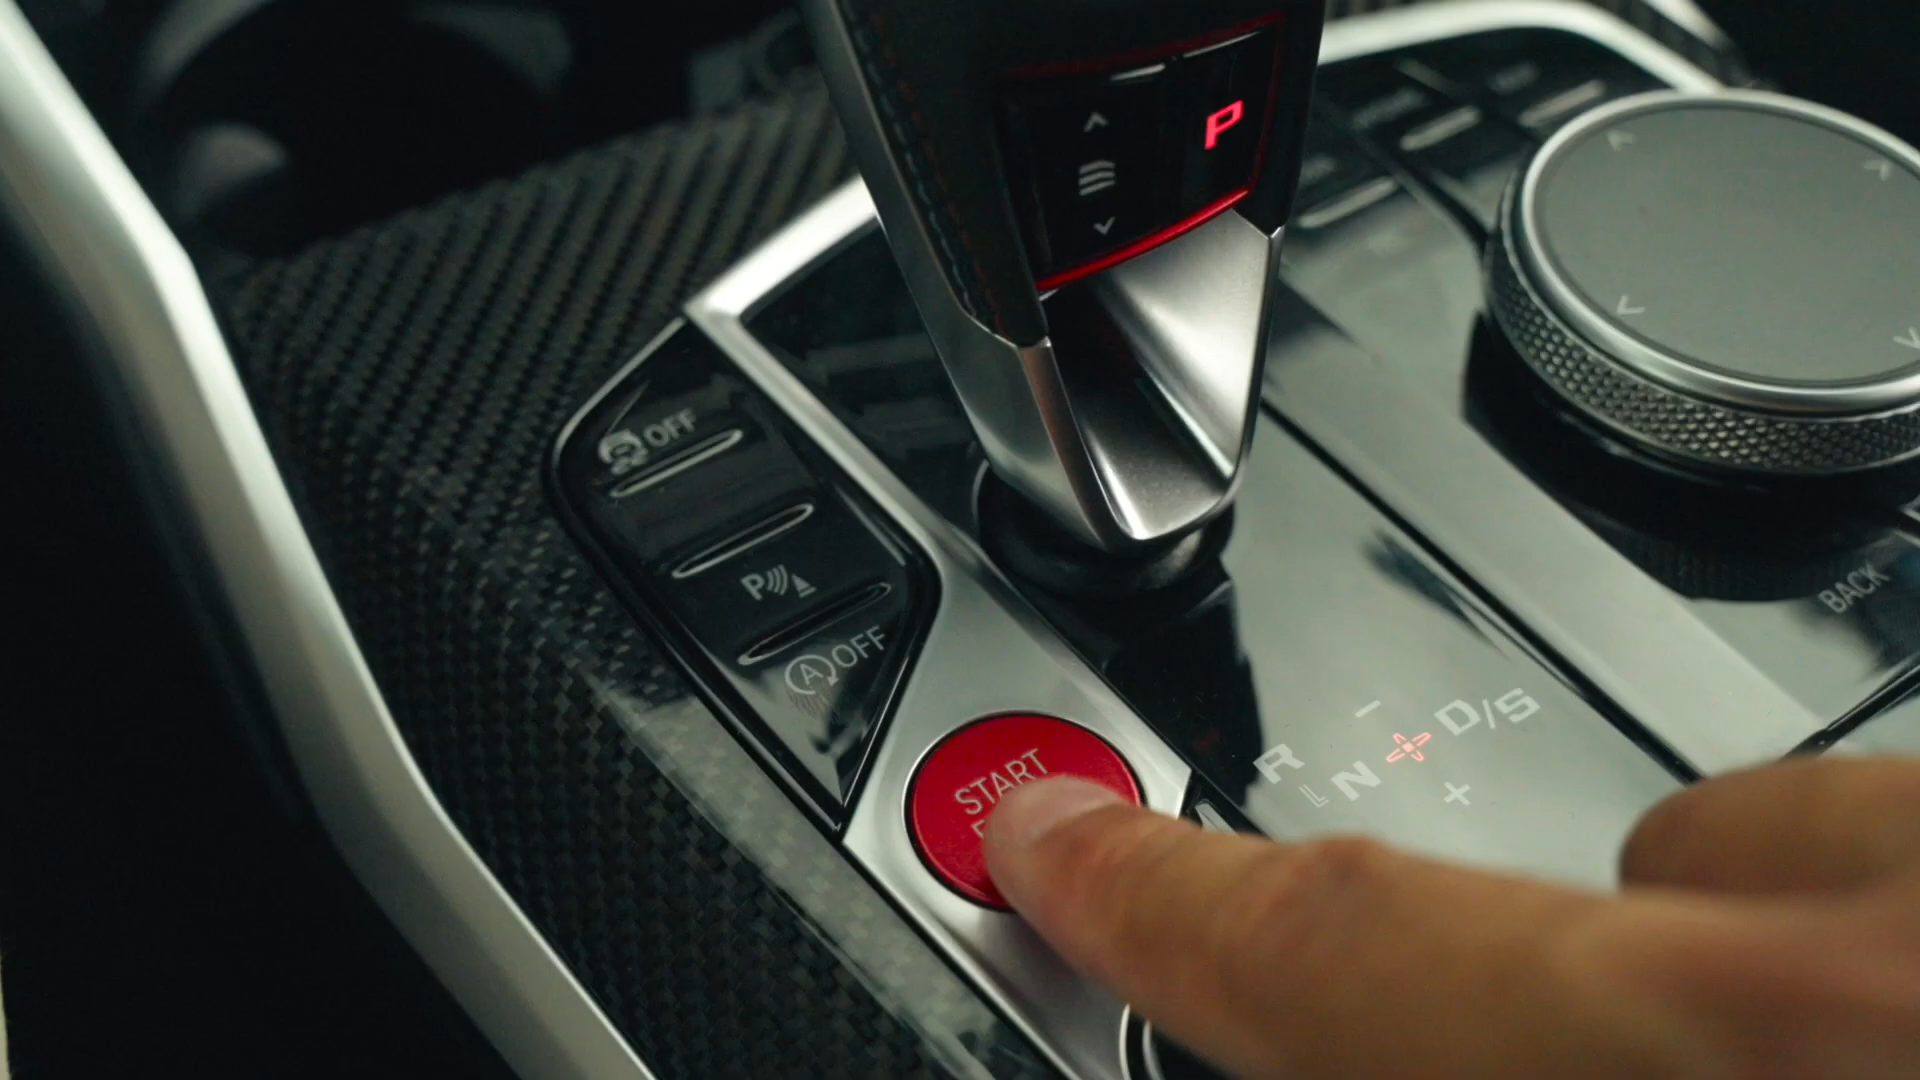 P
OFF
P
A OFF
START
R N D/S
-
+
BACK